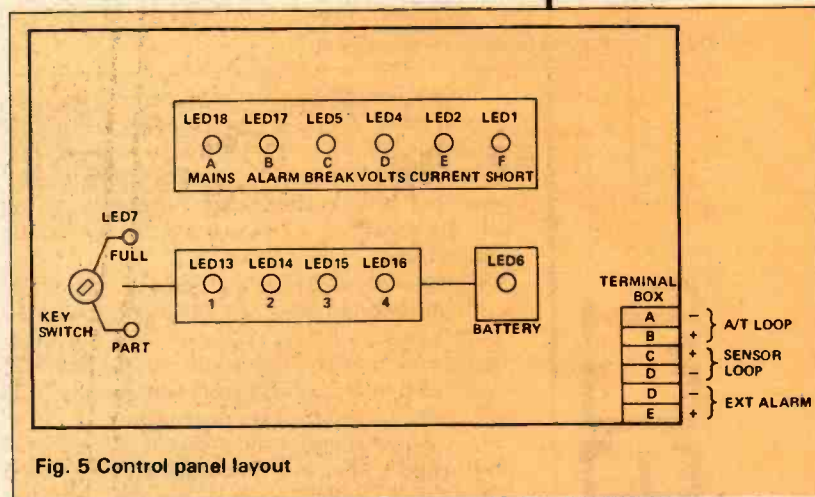 LED18 LED17 LED5 LED4 LED2 LED1
A B C D E F
MAINS ALARM BREAK VOLTS CURRENT SHORT
LED7
FULL
KEY
SWITCH
PART
LED13 LED14 LED15 LED16
1 2 3 4
LED6
BATTERY
TERMINAL
BOX
A − A/T LOOP
B +
C + SENSOR
D − LOOP
D − EXT ALARM
E +
Fig. 5 Control panel layout